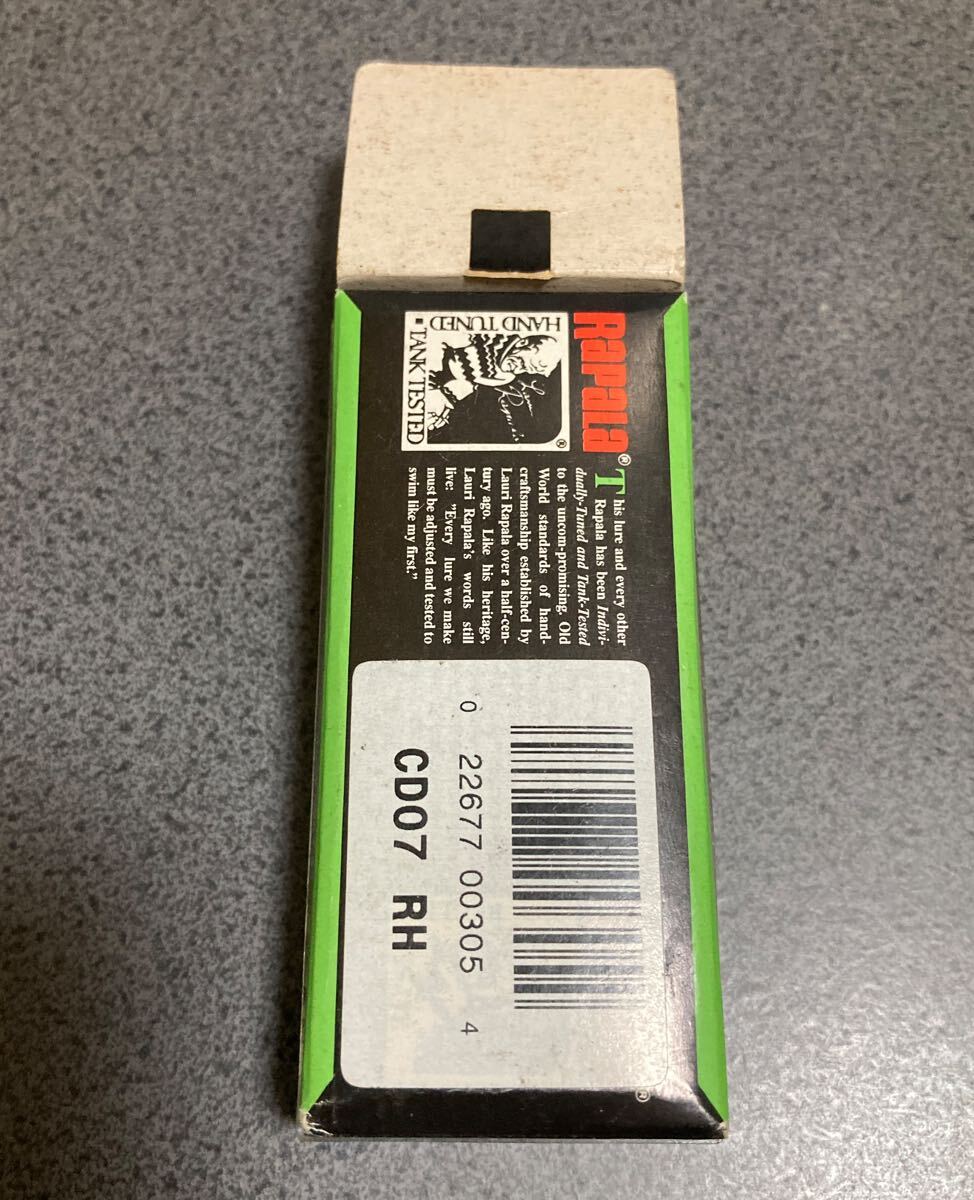 RAPALA®
HAND TUNED
▪ TANK TESTED
®
This lure and every other
Rapala has been Indivi-
dually-Tuned and Tank-Tested
to the uncom-promising, Old
World standards of hand-
craftsmanship established by
Lauri Rapala over a half-cen-
tury ago. Like his heritage,
Lauri Rapala's words still
live: "Every lure we make
must be adjusted and tested to
swim like my first."
0 22677 00305 4
CD07 RH
®